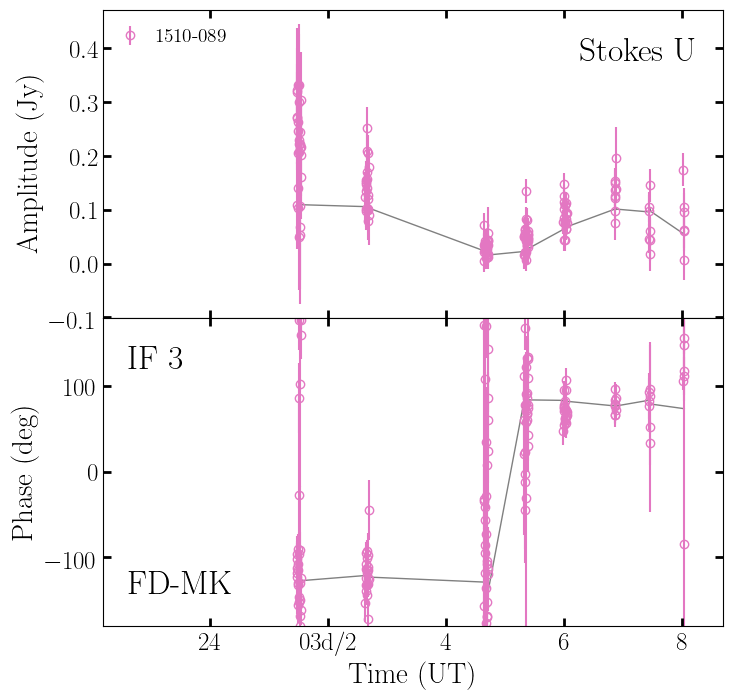 1510-089
Stokes U
Amplitude (Jy)
0.4
0.3
0.2
0.1
0.0
−0.1
IF 3
Phase (deg)
100
0
−100
FD-MK
24 03d/2 4 6 8
Time (UT)